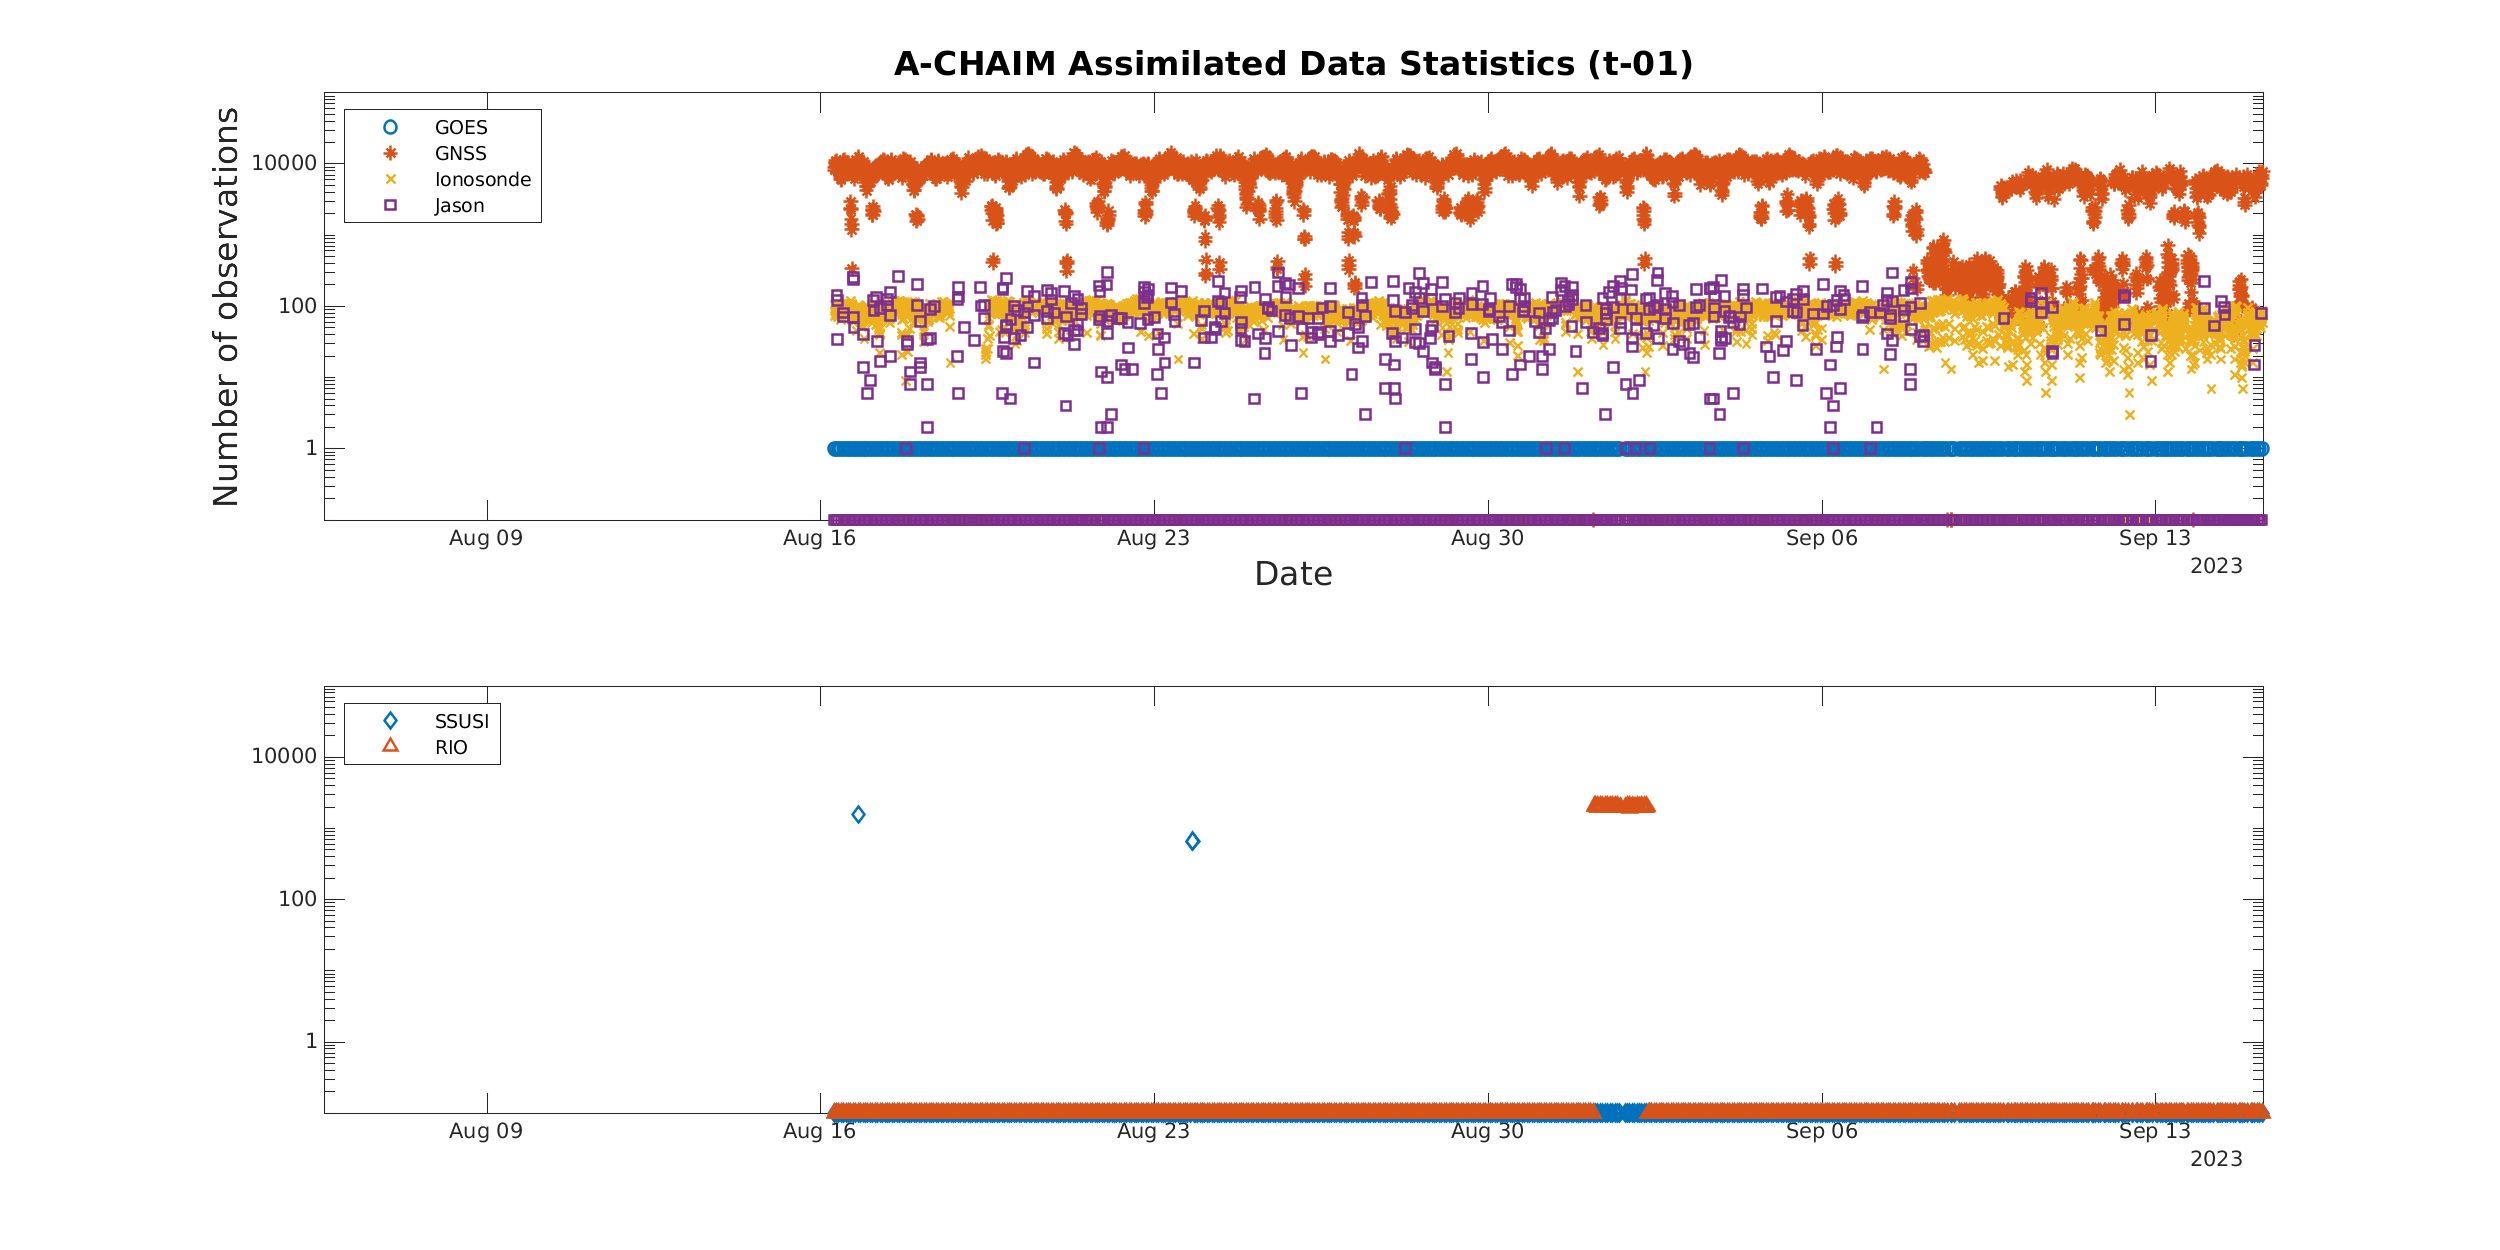 A-CHAIM Assimilated Data Statistics (t-01)
Number of observations
10000
100
1
GOES
GNSS
Ionosonde
Jason
Aug 09
Aug 16
Aug 23
Aug 30
Sep 06
Sep 13
2023
Date
10000
100
1
SSUSI
RIO
Aug 09
Aug 16
Aug 23
Aug 30
Sep 06
Sep 13
2023